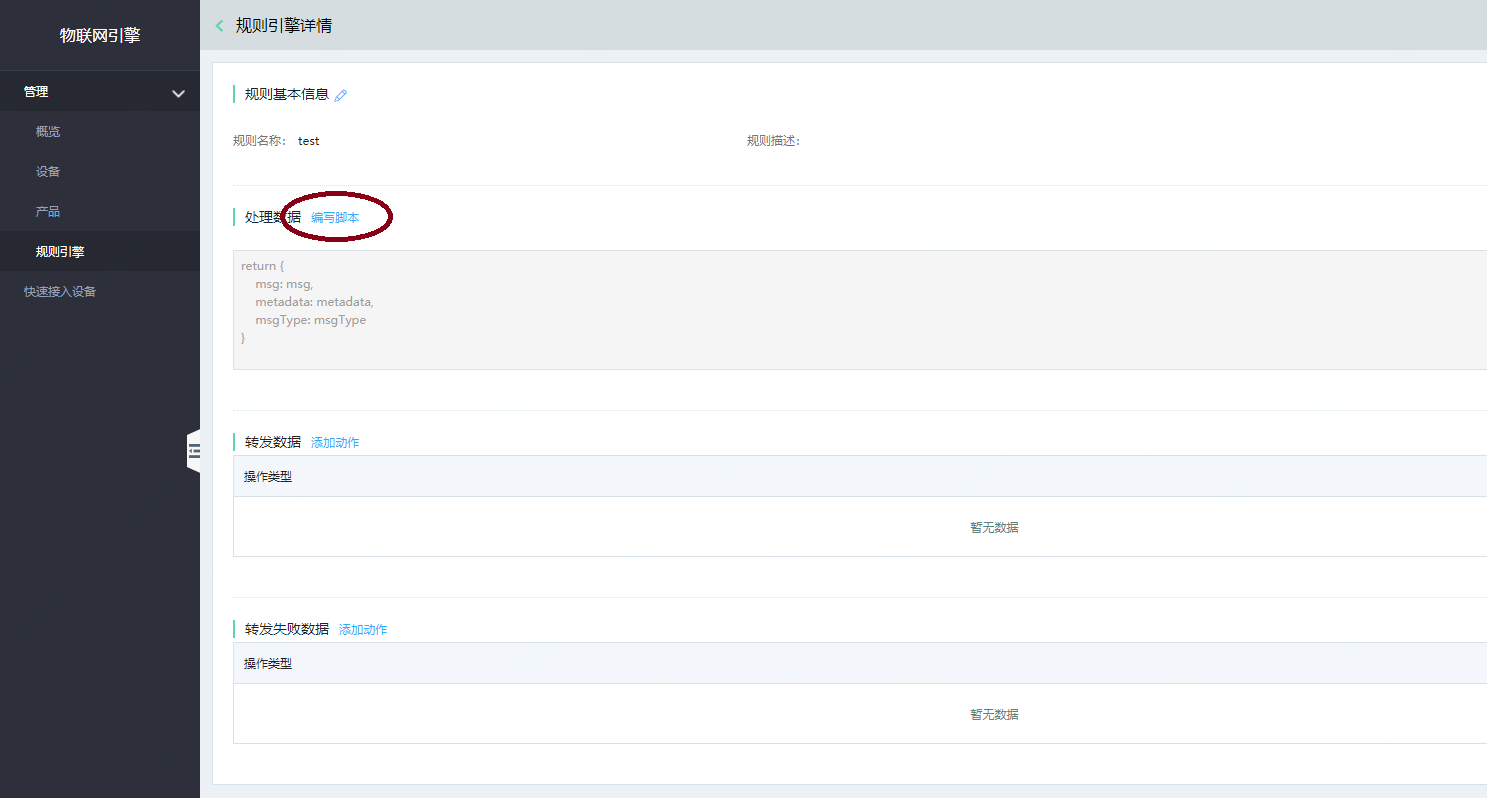 物联网引擎
管理
概览
设备
产品
规则引擎
快速接入设备
规则引擎详情
规则基本信息
规则名称： test
规则描述：
处理数据 编写脚本
return {
msg: msg,
metadata: metadata,
msgType: msgType
}
转发数据 添加动作
操作类型
暂无数据
转发失败数据 添加动作
操作类型
暂无数据